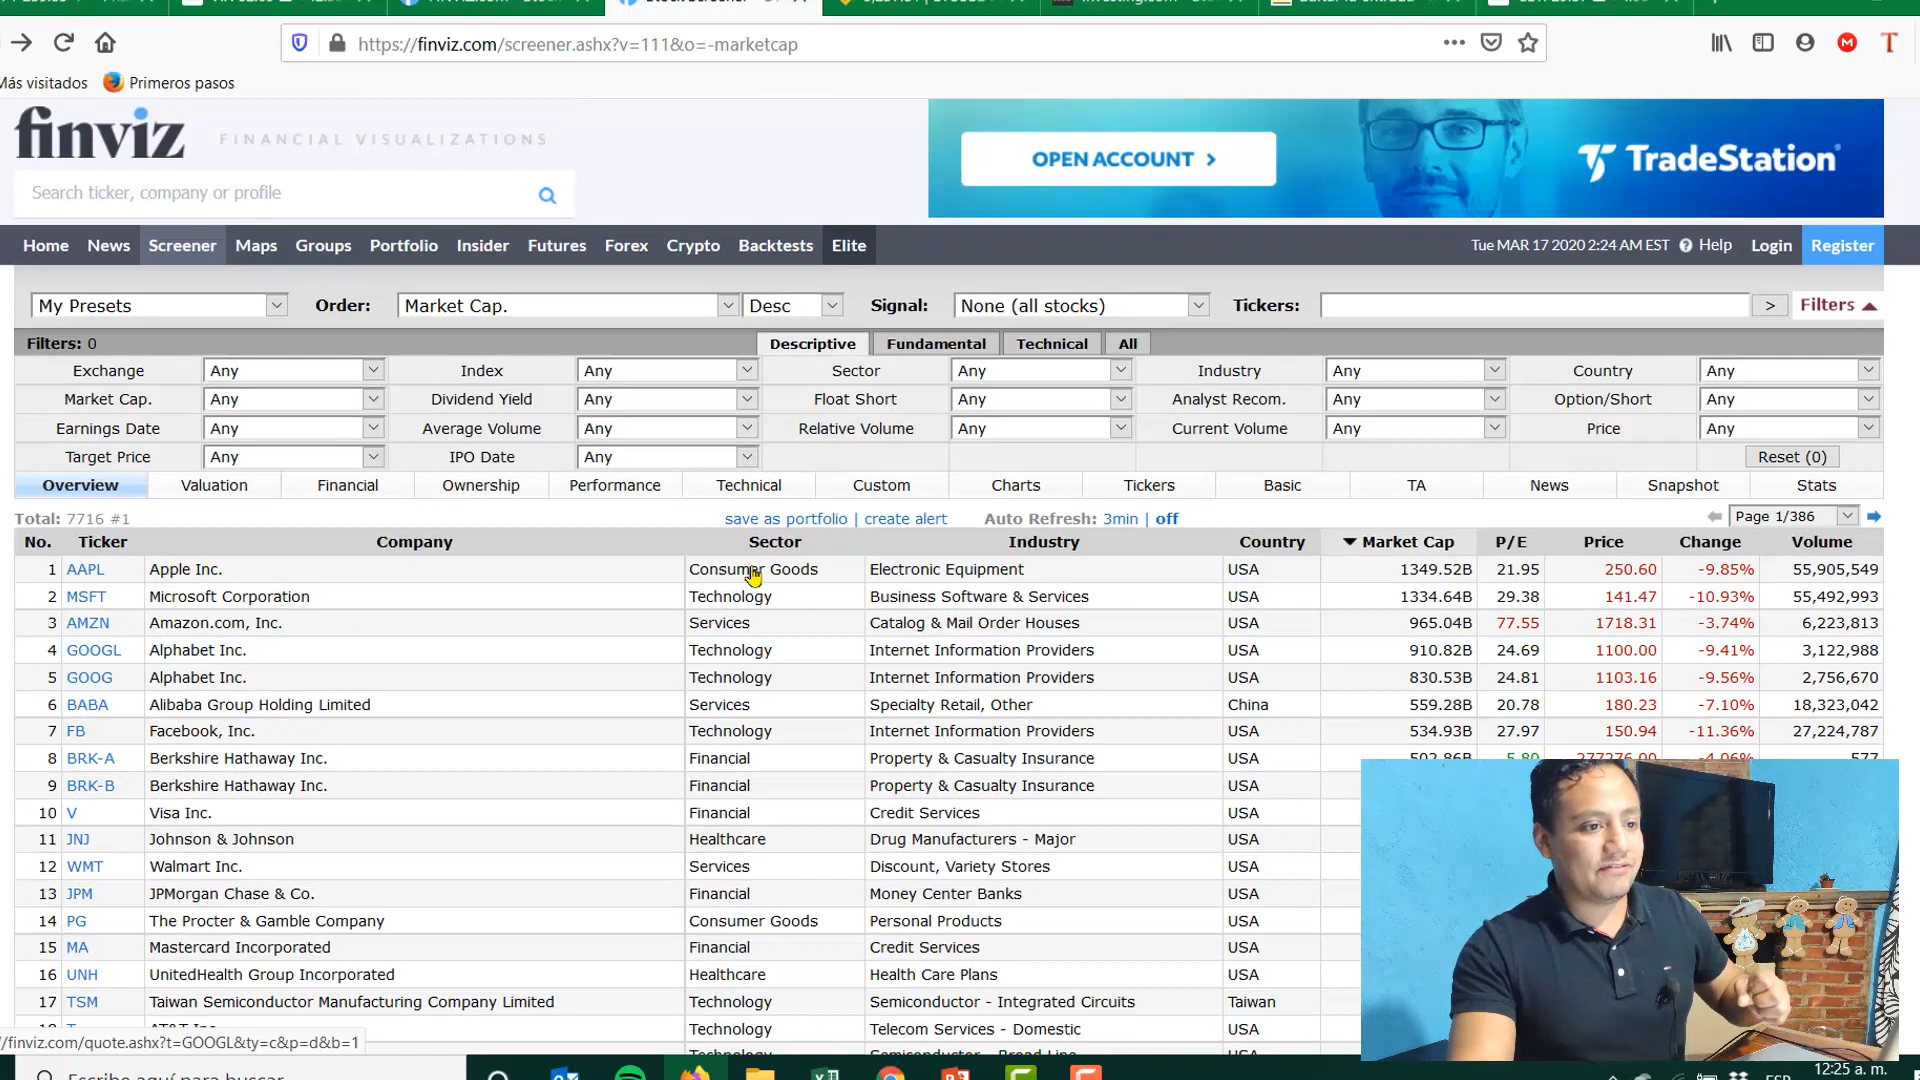 https://finviz.com/screener.ashx?v=111&o=-marketcap
Más visitados Primeros pasos
finviz FINANCIAL VISUALIZATIONS
Search ticker, company or profile
OPEN ACCOUNT >
TradeStation
Home News Screener Maps Groups Portfolio Insider Futures Forex Crypto Backtests Elite
Tue MAR 17 2020 2:24 AM EST Help Login Register
My Presets Order: Market Cap. Desc Signal: None (all stocks) Tickers: > Filters
Filters: 0 Descriptive Fundamental Technical All
Exchange Any Index Any Sector Any Industry Any Country Any
Market Cap. Any Dividend Yield Any Float Short Any Analyst Recom. Any Option/Short Any
Earnings Date Any Average Volume Any Relative Volume Any Current Volume Any Price Any
Target Price Any IPO Date Any Reset (0)
Overview Valuation Financial Ownership Performance Technical Custom Charts Tickers Basic TA News Snapshot Stats
Total: 7716 #1 save as portfolio | create alert Auto Refresh: 3min | off Page 1/386
No. Ticker Company Sector Industry Country Market Cap P/E Price Change Volume
1 AAPL Apple Inc. Consumer Goods Electronic Equipment USA 1349.52B 21.95 250.60 -9.85% 55,905,549
2 MSFT Microsoft Corporation Technology Business Software & Services USA 1334.64B 29.38 141.47 -10.93% 55,492,993
3 AMZN Amazon.com, Inc. Services Catalog & Mail Order Houses USA 965.04B 77.55 1718.31 -3.74% 6,223,813
4 GOOGL Alphabet Inc. Technology Internet Information Providers USA 910.82B 24.69 1100.00 -9.41% 3,122,988
5 GOOG Alphabet Inc. Technology Internet Information Providers USA 830.53B 24.81 1103.16 -9.56% 2,756,670
6 BABA Alibaba Group Holding Limited Services Specialty Retail, Other China 559.28B 20.78 180.23 -7.10% 18,323,042
7 FB Facebook, Inc. Technology Internet Information Providers USA 534.93B 27.97 150.94 -11.36% 27,224,787
8 BRK-A Berkshire Hathaway Inc. Financial Property & Casualty Insurance USA 502.86B 5.80 277276.00 -4.06% 577
9 BRK-B Berkshire Hathaway Inc. Financial Property & Casualty Insurance USA
10 V Visa Inc. Financial Credit Services USA
11 JNJ Johnson & Johnson Healthcare Drug Manufacturers - Major USA
12 WMT Walmart Inc. Services Discount, Variety Stores USA
13 JPM JPMorgan Chase & Co. Financial Money Center Banks USA
14 PG The Procter & Gamble Company Consumer Goods Personal Products USA
15 MA Mastercard Incorporated Financial Credit Services USA
16 UNH UnitedHealth Group Incorporated Healthcare Health Care Plans USA
17 TSM Taiwan Semiconductor Manufacturing Company Limited Technology Semiconductor - Integrated Circuits Taiwan
18 T AT&T Inc. Technology Telecom Services - Domestic USA
/finviz.com/quote.ashx?t=GOOGL&ty=c&p=d&b=1
Escribe aquí para buscar
12:25 a. m.